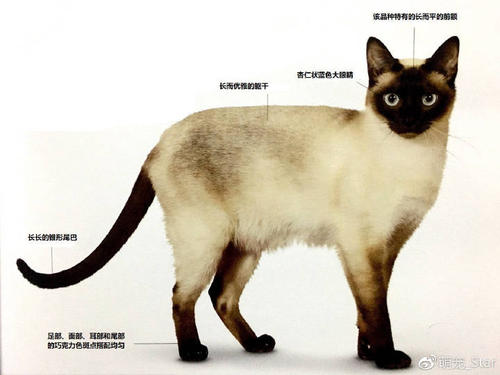 该品种特有的长而平的前额
杏仁状蓝色大眼睛
长而优雅的躯干
长长的锥形尾巴
足部、面部、耳部和尾部
的巧克力色斑点搭配均匀
萌宠_Star